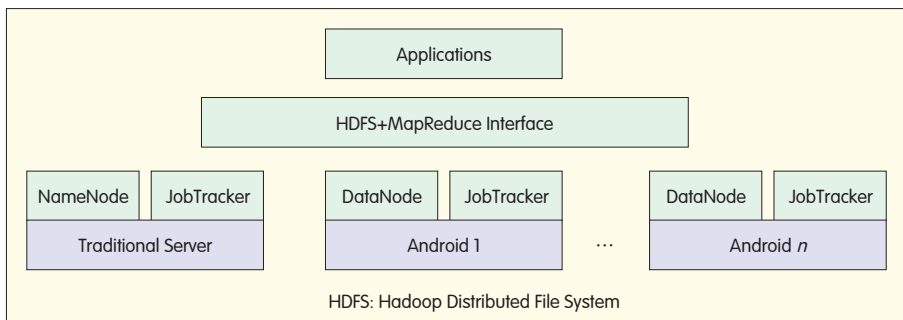 Applications
HDFS+MapReduce Interface
NameNode JobTracker DataNode JobTracker DataNode JobTracker
Traditional Server Android 1 ... Android n
HDFS: Hadoop Distributed File System